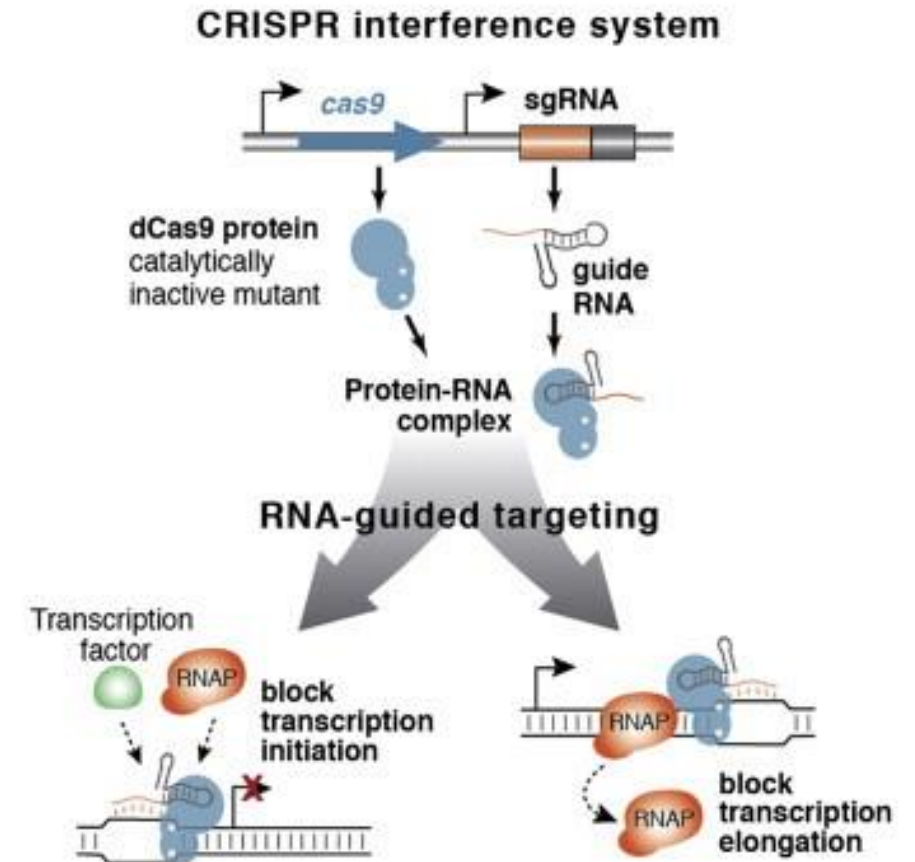 CRISPR interference system
cas9
sgRNA
dCas9 protein
catalytically
inactive mutant
guide
RNA
Protein-RNA
complex
RNA-guided targeting
Transcription
factor
RNAP
block
transcription
initiation
RNAP
RNAP
block
transcription
elongation